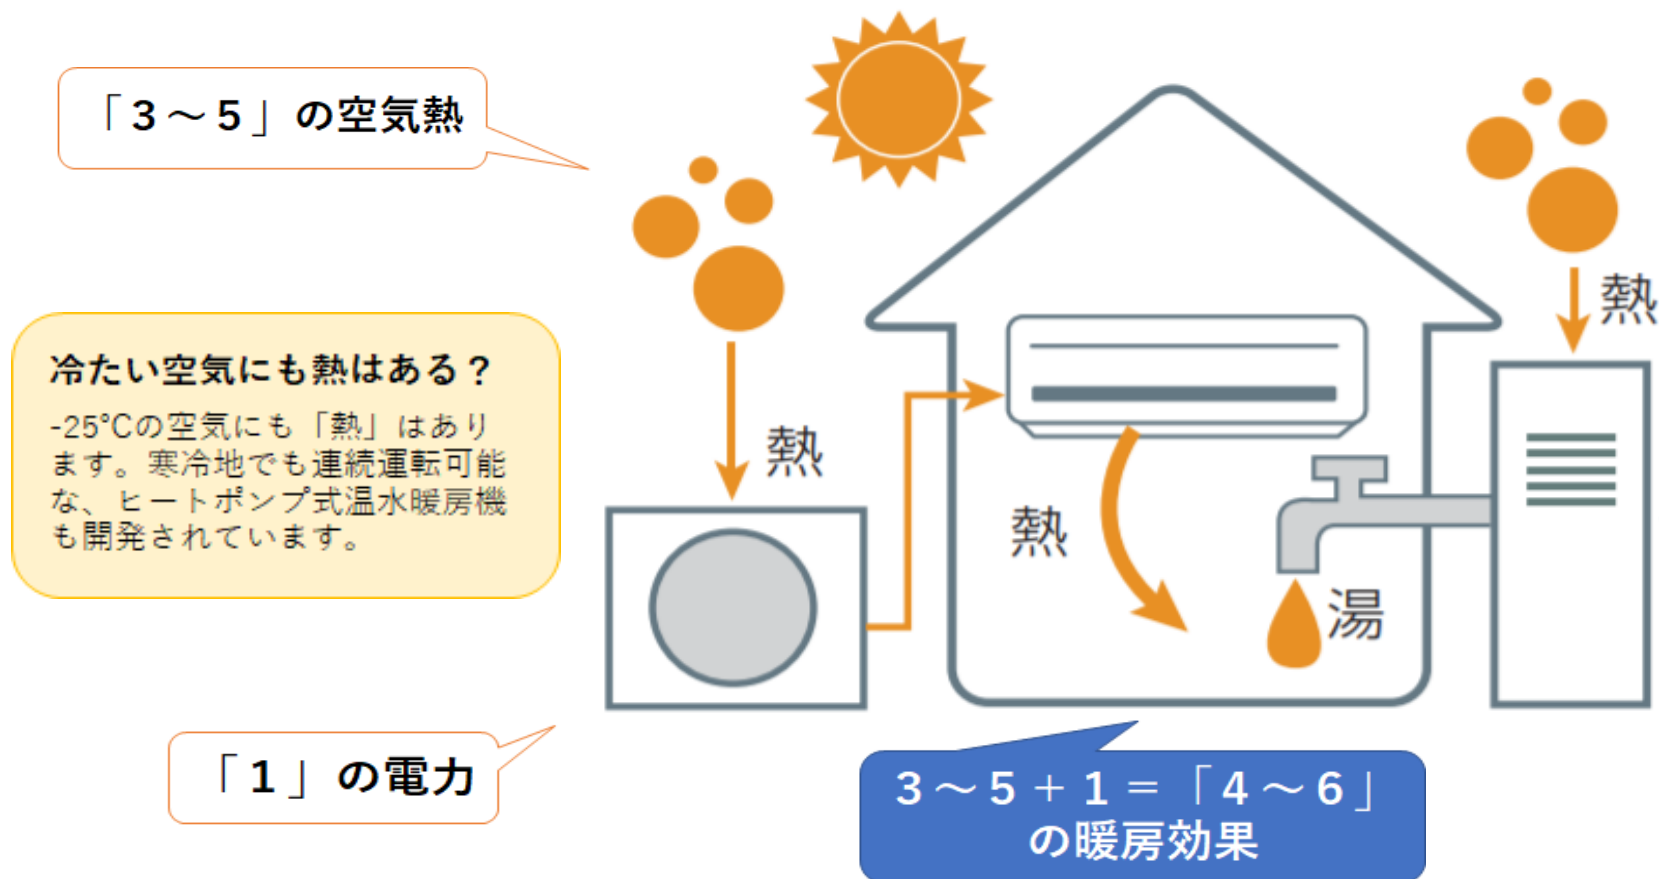 「３～５」の空気熱
熱
冷たい空気にも熱はある？
-25℃の空気にも「熱」はあり
ます。寒冷地でも連続運転可能
な、ヒートポンプ式温水暖房機
も開発されています。
熱
熱
湯
「１」の電力
３～５＋１＝「４～６」
の暖房効果